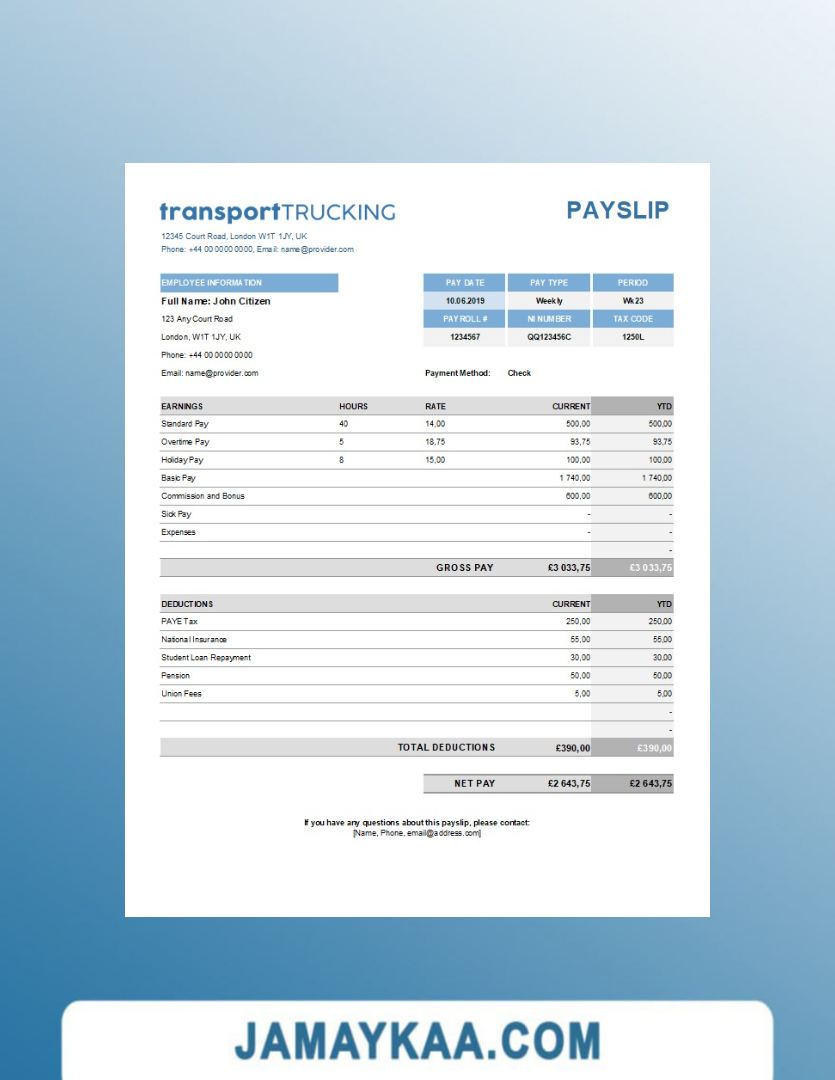 transportTRUCKING
PAYSLIP
12345 Court Road, London W1T 1JY, UK
Phone: +44 00 0000 0000, Email: name@provider.com
EMPLOYEE INFORMATION PAY DATE PAY TYPE PERIOD
Full Name: John Citizen 10.06.2019 Weekly Wk 23
123 Any Court Road PAYROLL # NI NUMBER TAX CODE
London, W1T 1JY, UK 1234567 QQ123456C 1250L
Phone: +44 00 0000 0000
Email: name@provider.com Payment Method: Check
EARNINGS HOURS RATE CURRENT YTD
Standard Pay 40 14,00 500,00 500,00
Overtime Pay 5 18,75 93,75 93,75
Holiday Pay 8 15,00 100,00 100,00
Basic Pay 1 740,00 1 740,00
Commission and Bonus 600,00 600,00
Sick Pay - -
Expenses - -
-
GROSS PAY £3 033,75 £3 033,75
DEDUCTIONS CURRENT YTD
PAYE Tax 250,00 250,00
National Insurance 55,00 55,00
Student Loan Repayment 30,00 30,00
Pension 50,00 50,00
Union Fees 5,00 5,00
-
-
TOTAL DEDUCTIONS £390,00 £390,00
NET PAY £2 643,75 £2 643,75
If you have any questions about this payslip, please contact:
[Name, Phone, email@address.com]
JAMAYKAA.COM